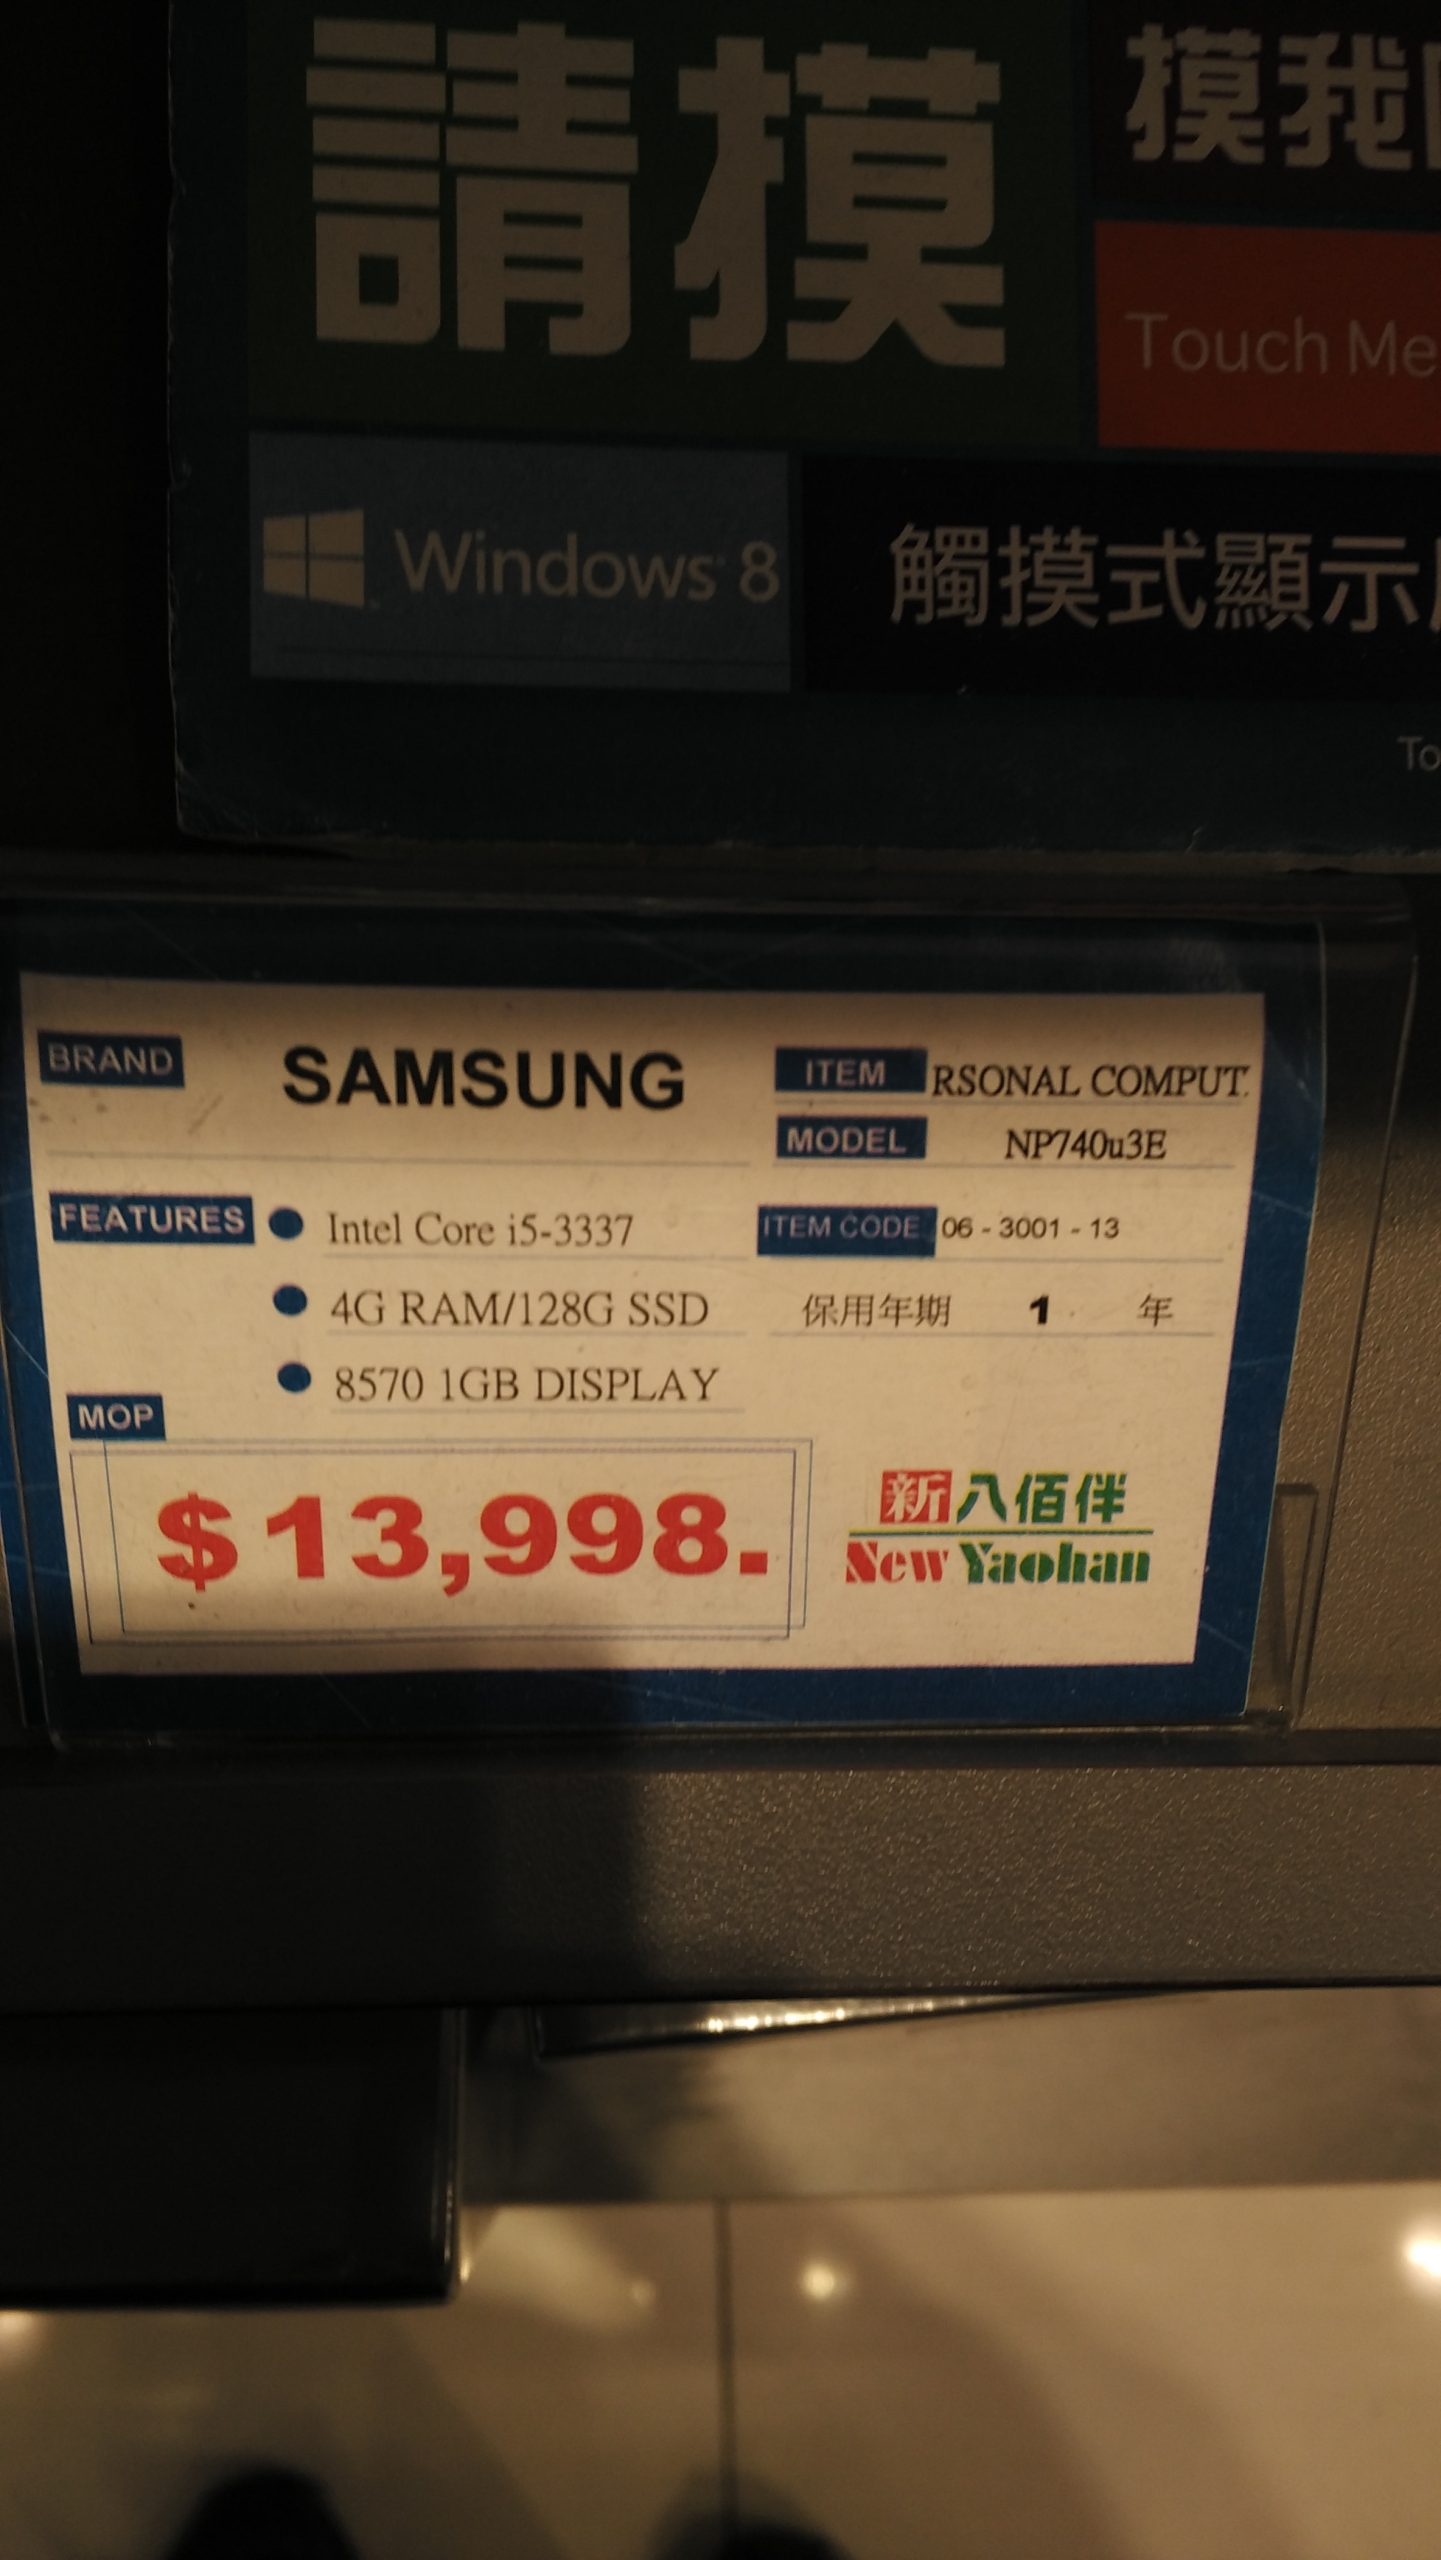 請摸
摸我
Touch Me
Windows 8
觸摸式顯示
To
BRAND SAMSUNG
ITEM RSONAL COMPUT.
MODEL NP740u3E
FEATURES Intel Core i5-3337
ITEM CODE 06 - 3001 - 13
4G RAM/128G SSD
保用年期 1 年
8570 1GB DISPLAY
MOP
$13,998.
新八佰伴
New Yaohan